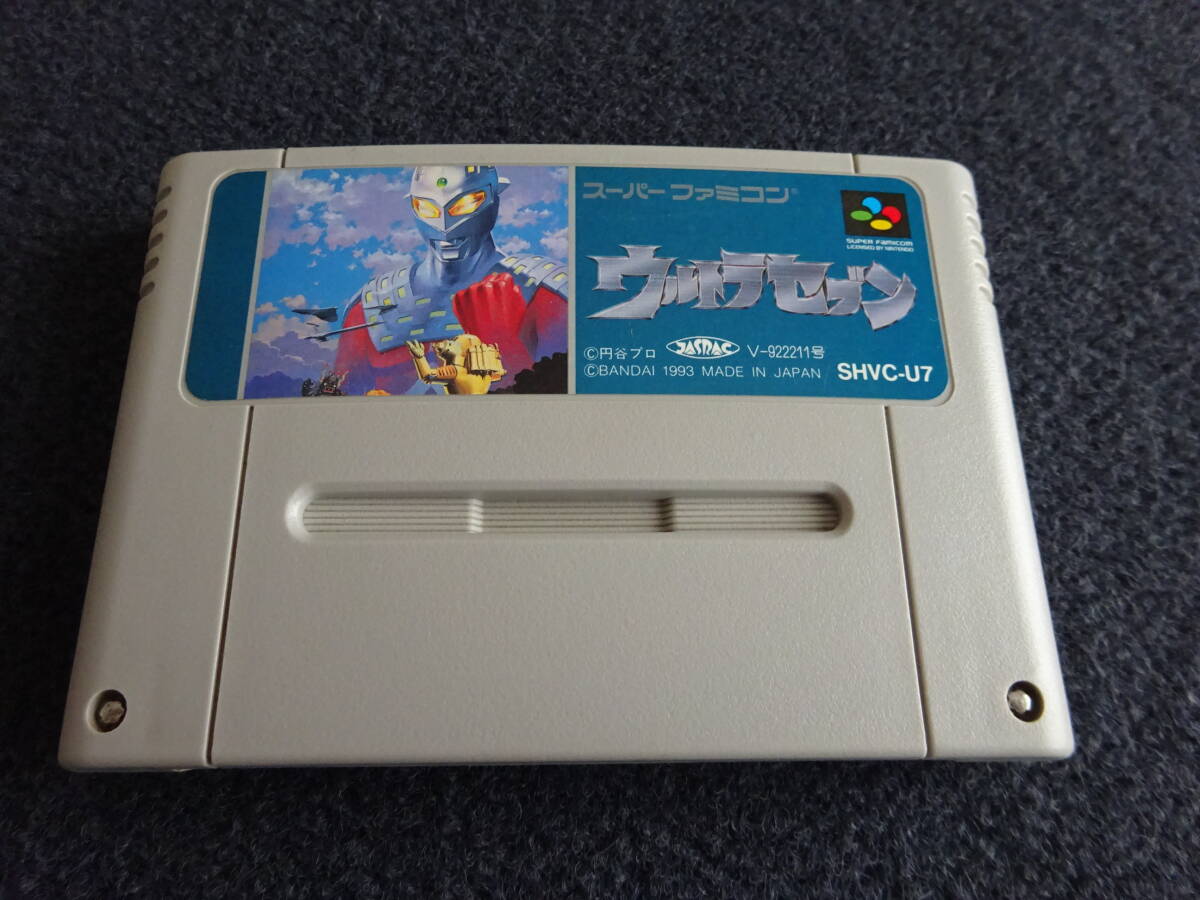 スーパーファミコン®
SUPER FAMICOM
LICENSED BY NINTENDO
ウルトラセブン
©円谷プロ JASRAC V-922211号
©BANDAI 1993 MADE IN JAPAN SHVC-U7